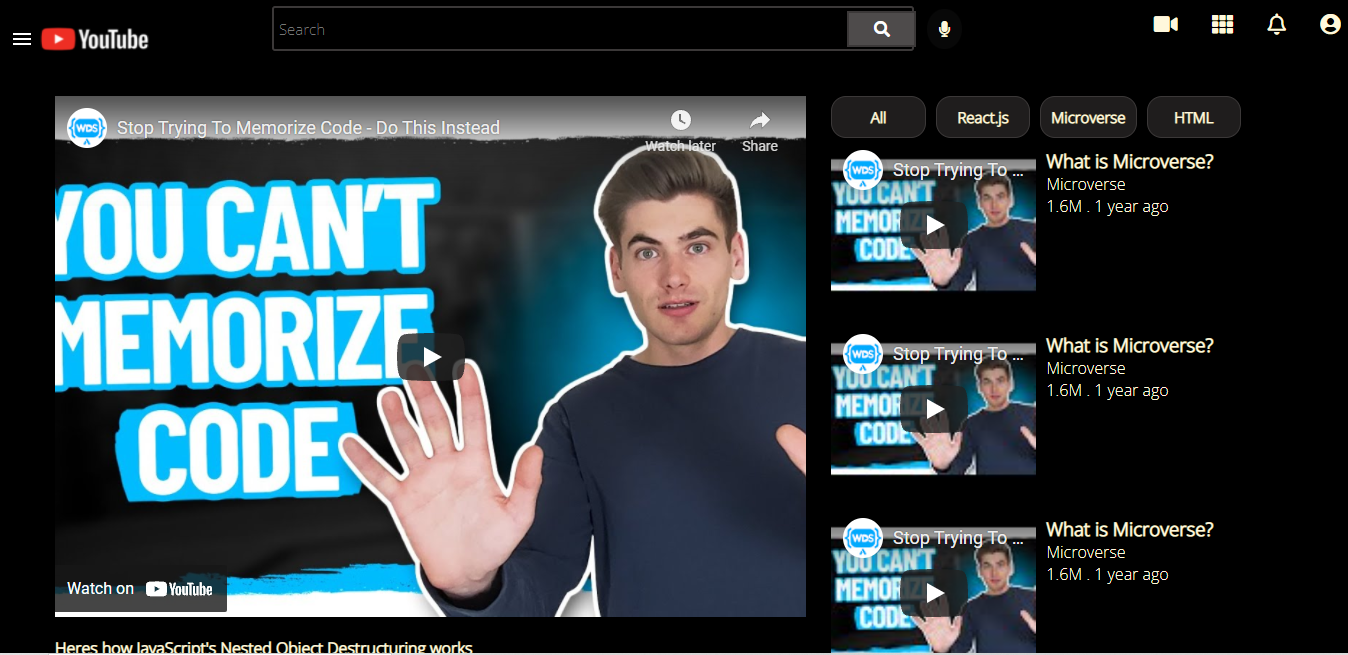 YouTube
Search
WDS
Stop Trying To Memorize Code - Do This Instead
Watch later
Share
YOU CAN'T
MEMORIZE
CODE
Watch on YouTube
Heres how JavaScript's Nested Object Destructuring works
All
React.js
Microverse
HTML
WDS
Stop Trying To ...
YOU CAN'T
MEMORIZE
CODE
What is Microverse?
Microverse
1.6M . 1 year ago
WDS
Stop Trying To ...
YOU CAN'T
MEMORIZE
CODE
What is Microverse?
Microverse
1.6M . 1 year ago
WDS
Stop Trying To ...
YOU CAN'T
MEMORIZE
CODE
What is Microverse?
Microverse
1.6M . 1 year ago